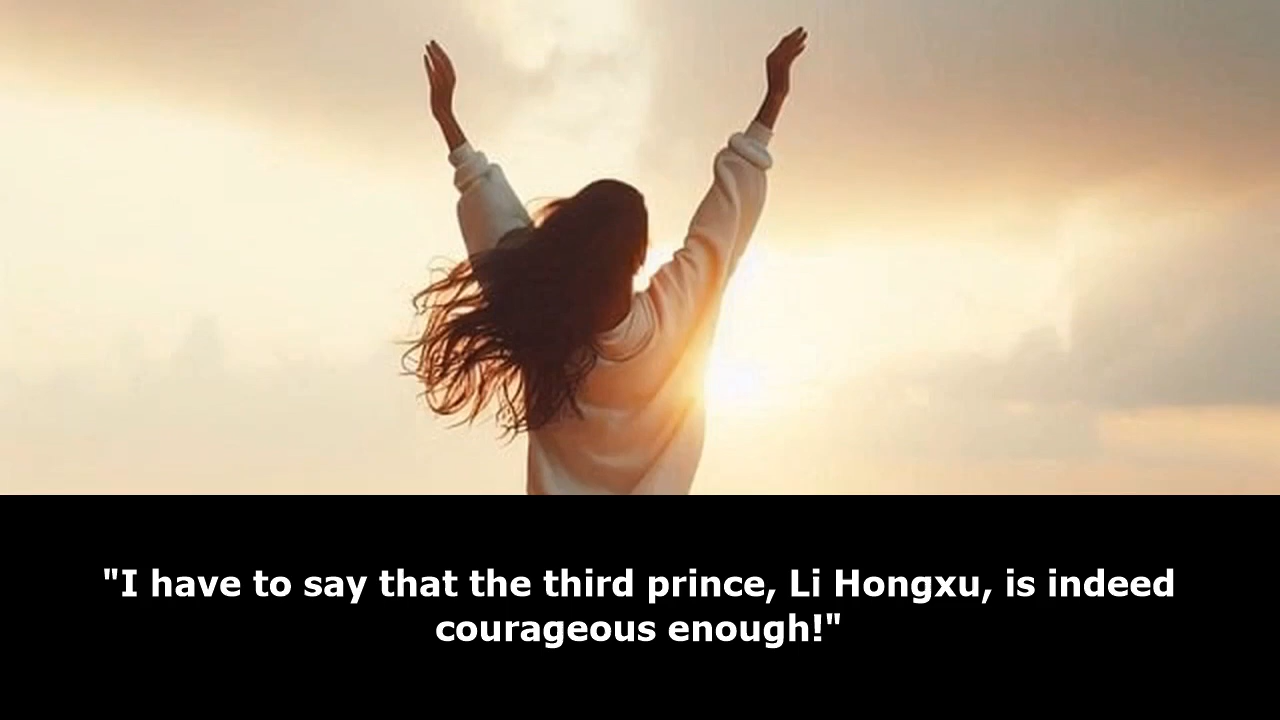 "I have to say that the third prince, Li Hongxu, is indeed
courageous enough!"